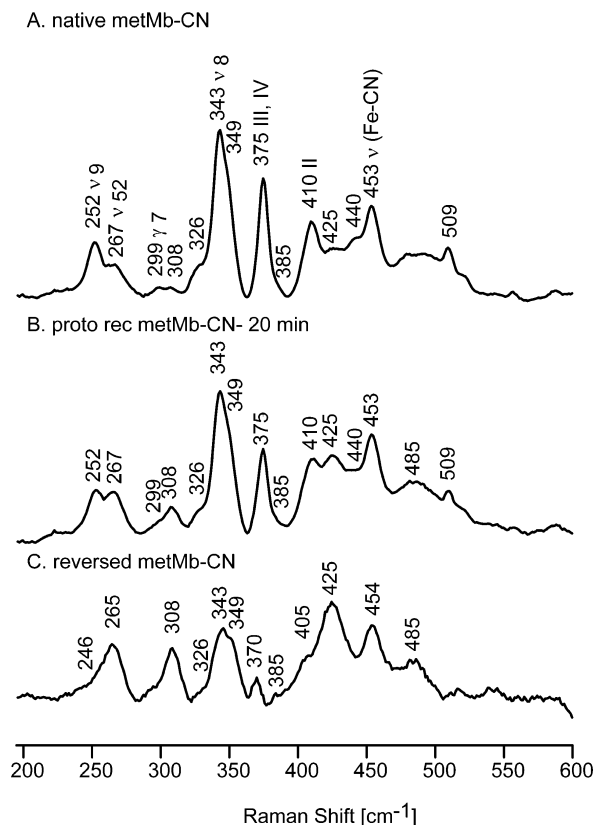 A. native metMb-CN
252 ν 9
267 ν 52
299 γ 7
308
326
343 ν 8
349
375 III, IV
385
410 II
425
440
453 ν (Fe-CN)
509
B. proto rec metMb-CN- 20 min
252
267
299
308
326
343
349
375
385
410
425
440
453
485
509
C. reversed metMb-CN
246
265
308
326
343
349
370
385
405
425
454
485
200 250 300 350 400 450 500 550 600
Raman Shift [cm-1]